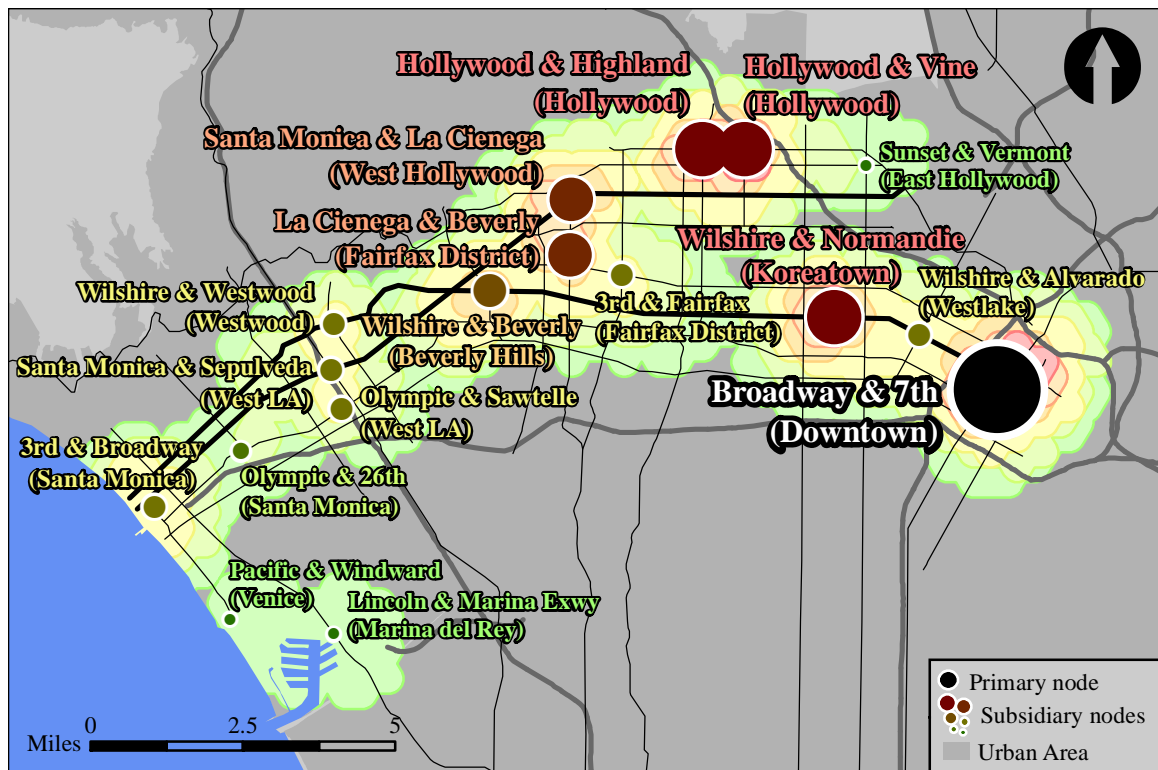 Hollywood & Highland
(Hollywood)
Hollywood & Vine
(Hollywood)
Santa Monica & La Cienega
(West Hollywood)
Sunset & Vermont
(East Hollywood)
La Cienega & Beverly
(Fairfax District)
Wilshire & Normandie
(Koreatown)
Wilshire & Alvarado
(Westlake)
Wilshire & Westwood
(Westwood)
3rd & Fairfax
(Fairfax District)
Wilshire & Beverly
(Beverly Hills)
Santa Monica & Sepulveda
(West LA)
Olympic & Sawtelle
(West LA)
Broadway & 7th
(Downtown)
3rd & Broadway
(Santa Monica)
Olympic & 26th
(Santa Monica)
Pacific & Windward
(Venice)
Lincoln & Marina Exwy
(Marina del Rey)
0 2.5 5
Miles
Primary node
Subsidiary nodes
Urban Area